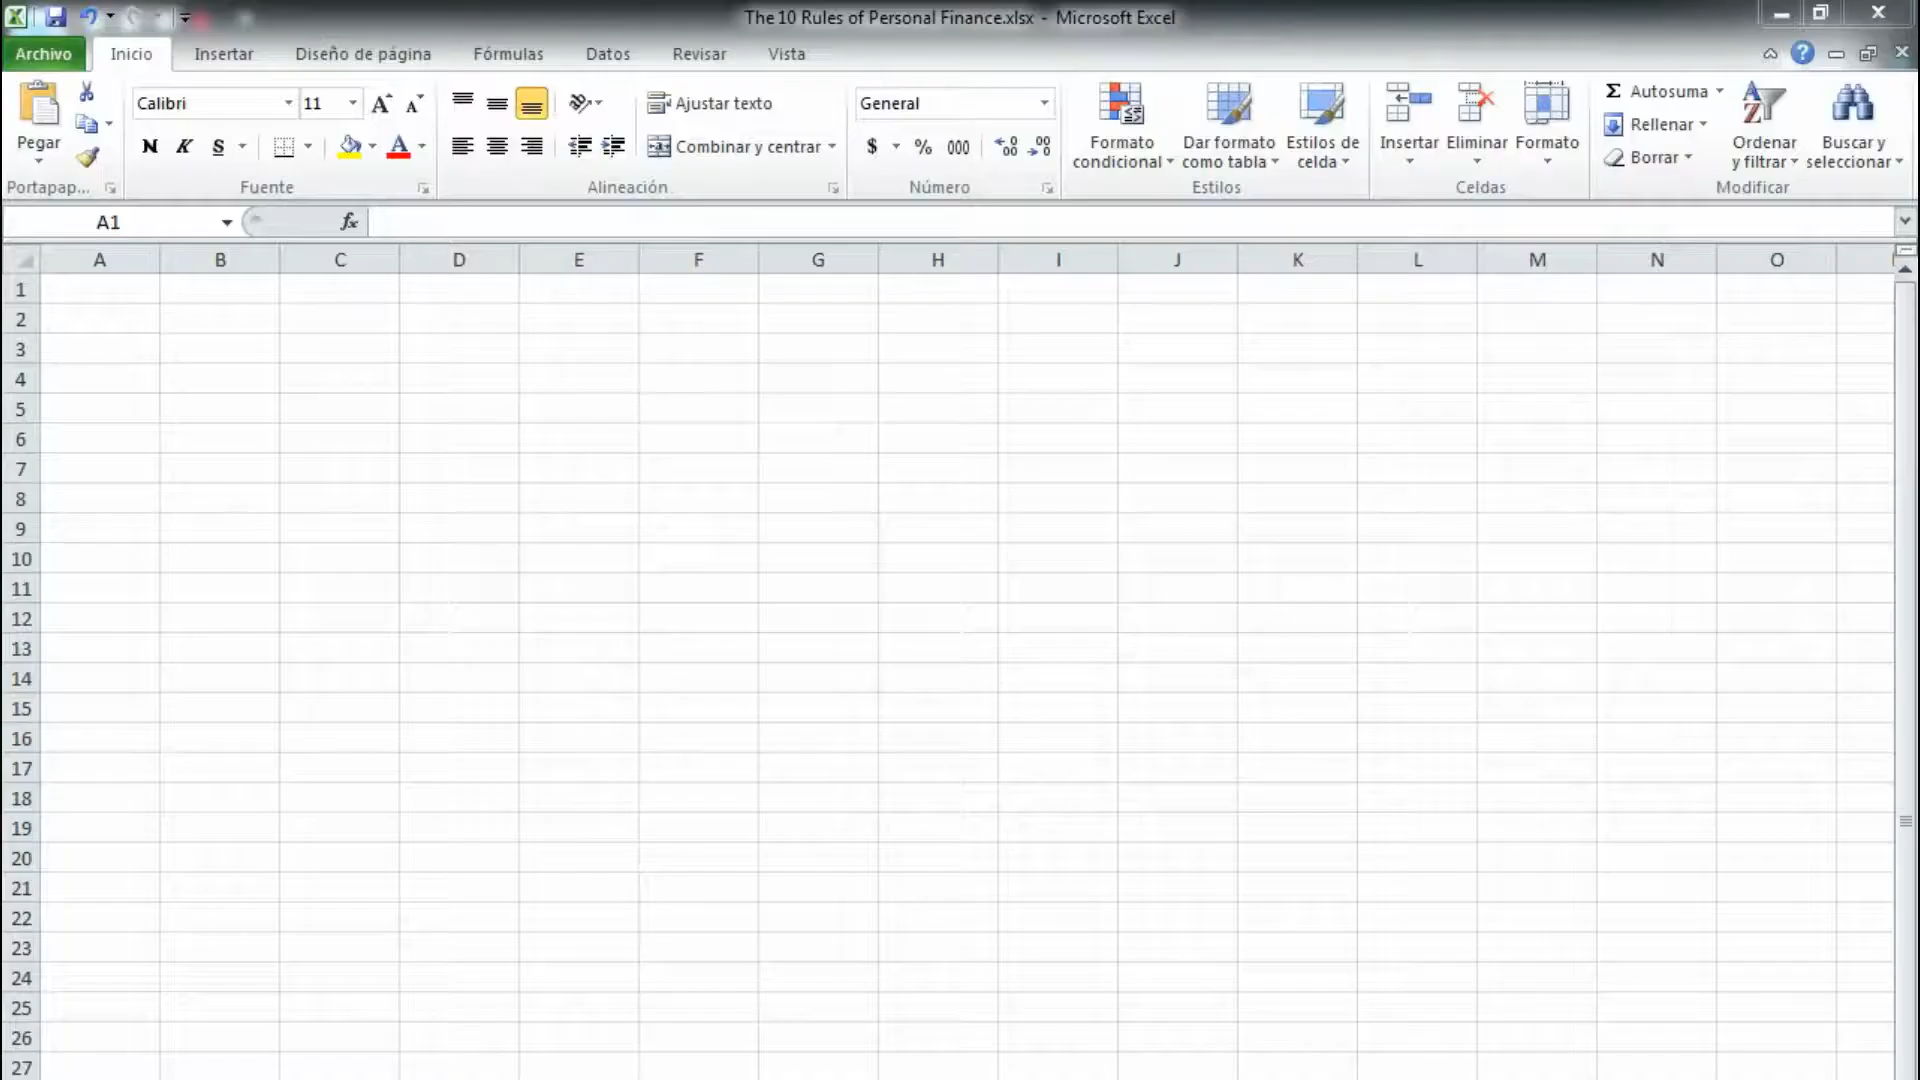 The 10 Rules of Personal Finance.xlsx - Microsoft Excel
Archivo Inicio Insertar Diseño de página Fórmulas Datos Revisar Vista
Pegar
Calibri 11
N K S
A
Ajustar texto
Combinar y centrar
General
$ % 000
Formato condicional
Dar formato como tabla
Estilos de celda
Insertar Eliminar Formato
Σ Autosuma
Rellenar
Borrar
Ordenar y filtrar
Buscar y seleccionar
Portapap... Fuente Alineación Número Estilos Celdas Modificar
A1 fx
A B C D E F G H I J K L M N O
1
2
3
4
5
6
7
8
9
10
11
12
13
14
15
16
17
18
19
20
21
22
23
24
25
26
27